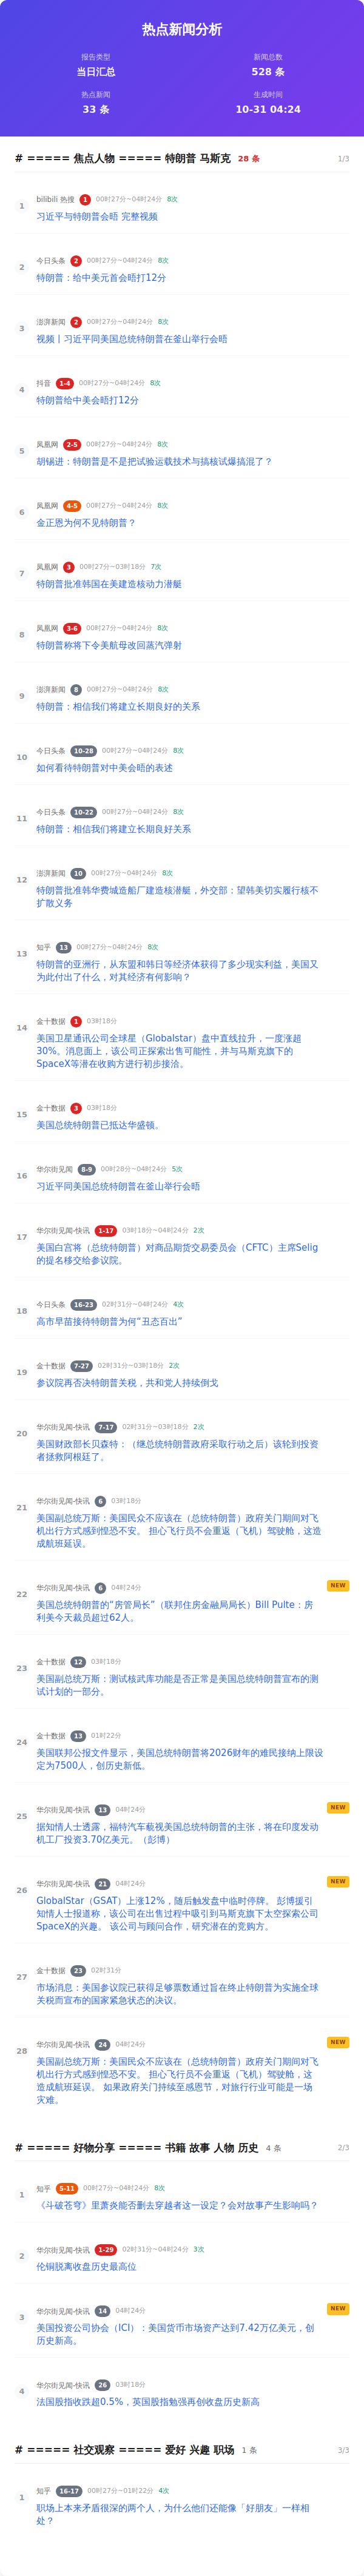 热点新闻分析
报告类型
当日汇总
新闻总数
528 条
热点新闻
33 条
生成时间
10-31 04:24
# ===== 焦点人物 ===== 特朗普 马斯克 28 条 1/3
1
bilibili 热搜 1 00时27分~04时24分 8次
习近平与特朗普会晤 完整视频
2
今日头条 2 00时27分~04时24分 8次
特朗普：给中美元首会晤打12分
3
澎湃新闻 2 00时27分~04时24分 8次
视频丨习近平同美国总统特朗普在釜山举行会晤
4
抖音 1-4 00时27分~04时24分 8次
特朗普给中美会晤打12分
5
凤凰网 2-5 00时27分~04时24分 8次
胡锡进：特朗普是不是把试验运载技术与搞核试爆搞混了？
6
凤凰网 4-5 00时27分~04时24分 8次
金正恩为何不见特朗普？
7
凤凰网 3 00时27分~03时18分 7次
特朗普批准韩国在美建造核动力潜艇
8
凤凰网 3-6 00时27分~04时24分 8次
特朗普称将下令美航母改回蒸汽弹射
9
澎湃新闻 8 00时27分~04时24分 8次
特朗普：相信我们将建立长期良好的关系
10
今日头条 10-28 00时27分~04时24分 8次
如何看待特朗普对中美会晤的表述
11
今日头条 10-22 00时27分~04时24分 8次
特朗普：相信我们将建立长期良好关系
12
澎湃新闻 10 00时27分~04时24分 8次
特朗普批准韩华费城造船厂建造核潜艇，外交部：望韩美切实履行核不
扩散义务
13
知乎 13 00时27分~04时24分 8次
特朗普的亚洲行，从东盟和韩日等经济体获得了多少现实利益，美国又
为此付出了什么，对其经济有何影响？
14
金十数据 1 03时18分
美国卫星通讯公司全球星（Globalstar）盘中直线拉升，一度涨超
30%。消息面上，该公司正探索出售可能性，并与马斯克旗下的
SpaceX等潜在收购方进行初步接洽。
15
金十数据 3 03时18分
美国总统特朗普已抵达华盛顿。
16
华尔街见闻 8-9 00时28分~04时24分 5次
习近平同美国总统特朗普在釜山举行会晤
17
华尔街见闻-快讯 1-17 03时18分~04时24分 2次
美国白宫将（总统特朗普）对商品期货交易委员会（CFTC）主席Selig
的提名移交给参议院。
18
今日头条 16-23 02时31分~04时24分 4次
高市早苗接待特朗普为何“丑态百出”
19
金十数据 7-27 02时31分~03时18分 2次
参议院再否决特朗普关税，共和党人持续倒戈
20
华尔街见闻-快讯 7-17 02时31分~03时18分 2次
美国财政部长贝森特：（继总统特朗普政府采取行动之后）该轮到投资
者拯救阿根廷了。
21
华尔街见闻-快讯 6 03时18分
美国副总统万斯：美国民众不应该在（总统特朗普）政府关门期间对飞
机出行方式感到惶恐不安。 担心飞行员不会重返（飞机）驾驶舱，这造
成航班延误。
22
华尔街见闻-快讯 6 04时24分 NEW
美国总统特朗普的“房管局长”（联邦住房金融局局长）Bill Pulte：房
利美今天裁员超过62人。
23
金十数据 12 03时18分
美国副总统万斯：测试核武库功能是否正常是美国总统特朗普宣布的测
试计划的一部分。
24
金十数据 13 01时22分
美国联邦公报文件显示，美国总统特朗普将2026财年的难民接纳上限设
定为7500人，创历史新低。
25
华尔街见闻-快讯 13 04时24分 NEW
据知情人士透露，福特汽车藐视美国总统特朗普的主张，将在印度发动
机工厂投资3.70亿美元。（彭博）
26
华尔街见闻-快讯 21 04时24分 NEW
GlobalStar（GSAT）上涨12%，随后触发盘中临时停牌。 彭博援引
知情人士报道称，该公司在出售过程中吸引到马斯克旗下太空探索公司
SpaceX的兴趣。 该公司与顾问合作，研究潜在的竞购方。
27
金十数据 23 02时31分
市场消息：美国参议院已获得足够票数通过旨在终止特朗普为实施全球
关税而宣布的国家紧急状态的决议。
28
华尔街见闻-快讯 24 04时24分 NEW
美国副总统万斯：美国民众不应该在（总统特朗普）政府关门期间对飞
机出行方式感到惶恐不安。 担心飞行员不会重返（飞机）驾驶舱，这
造成航班延误。 如果政府关门持续至感恩节，对旅行行业可能是一场
灾难。
# ===== 好物分享 ===== 书籍 故事 人物 历史 4 条 2/3
1
知乎 5-11 00时27分~04时24分 8次
《斗破苍穹》里萧炎能否删去穿越者这一设定？会对故事产生影响吗？
2
华尔街见闻-快讯 1-29 02时31分~04时24分 3次
伦铜脱离收盘历史最高位
3
华尔街见闻-快讯 14 04时24分 NEW
美国投资公司协会（ICI）：美国货币市场资产达到7.42万亿美元，创
历史新高。
4
华尔街见闻-快讯 26 03时18分
法国股指收跌超0.5%，英国股指勉强再创收盘历史新高
# ===== 社交观察 ===== 爱好 兴趣 职场 1 条 3/3
1
知乎 16-17 00时27分~01时22分 4次
职场上本来矛盾很深的两个人，为什么他们还能像「好朋友」一样相
处？